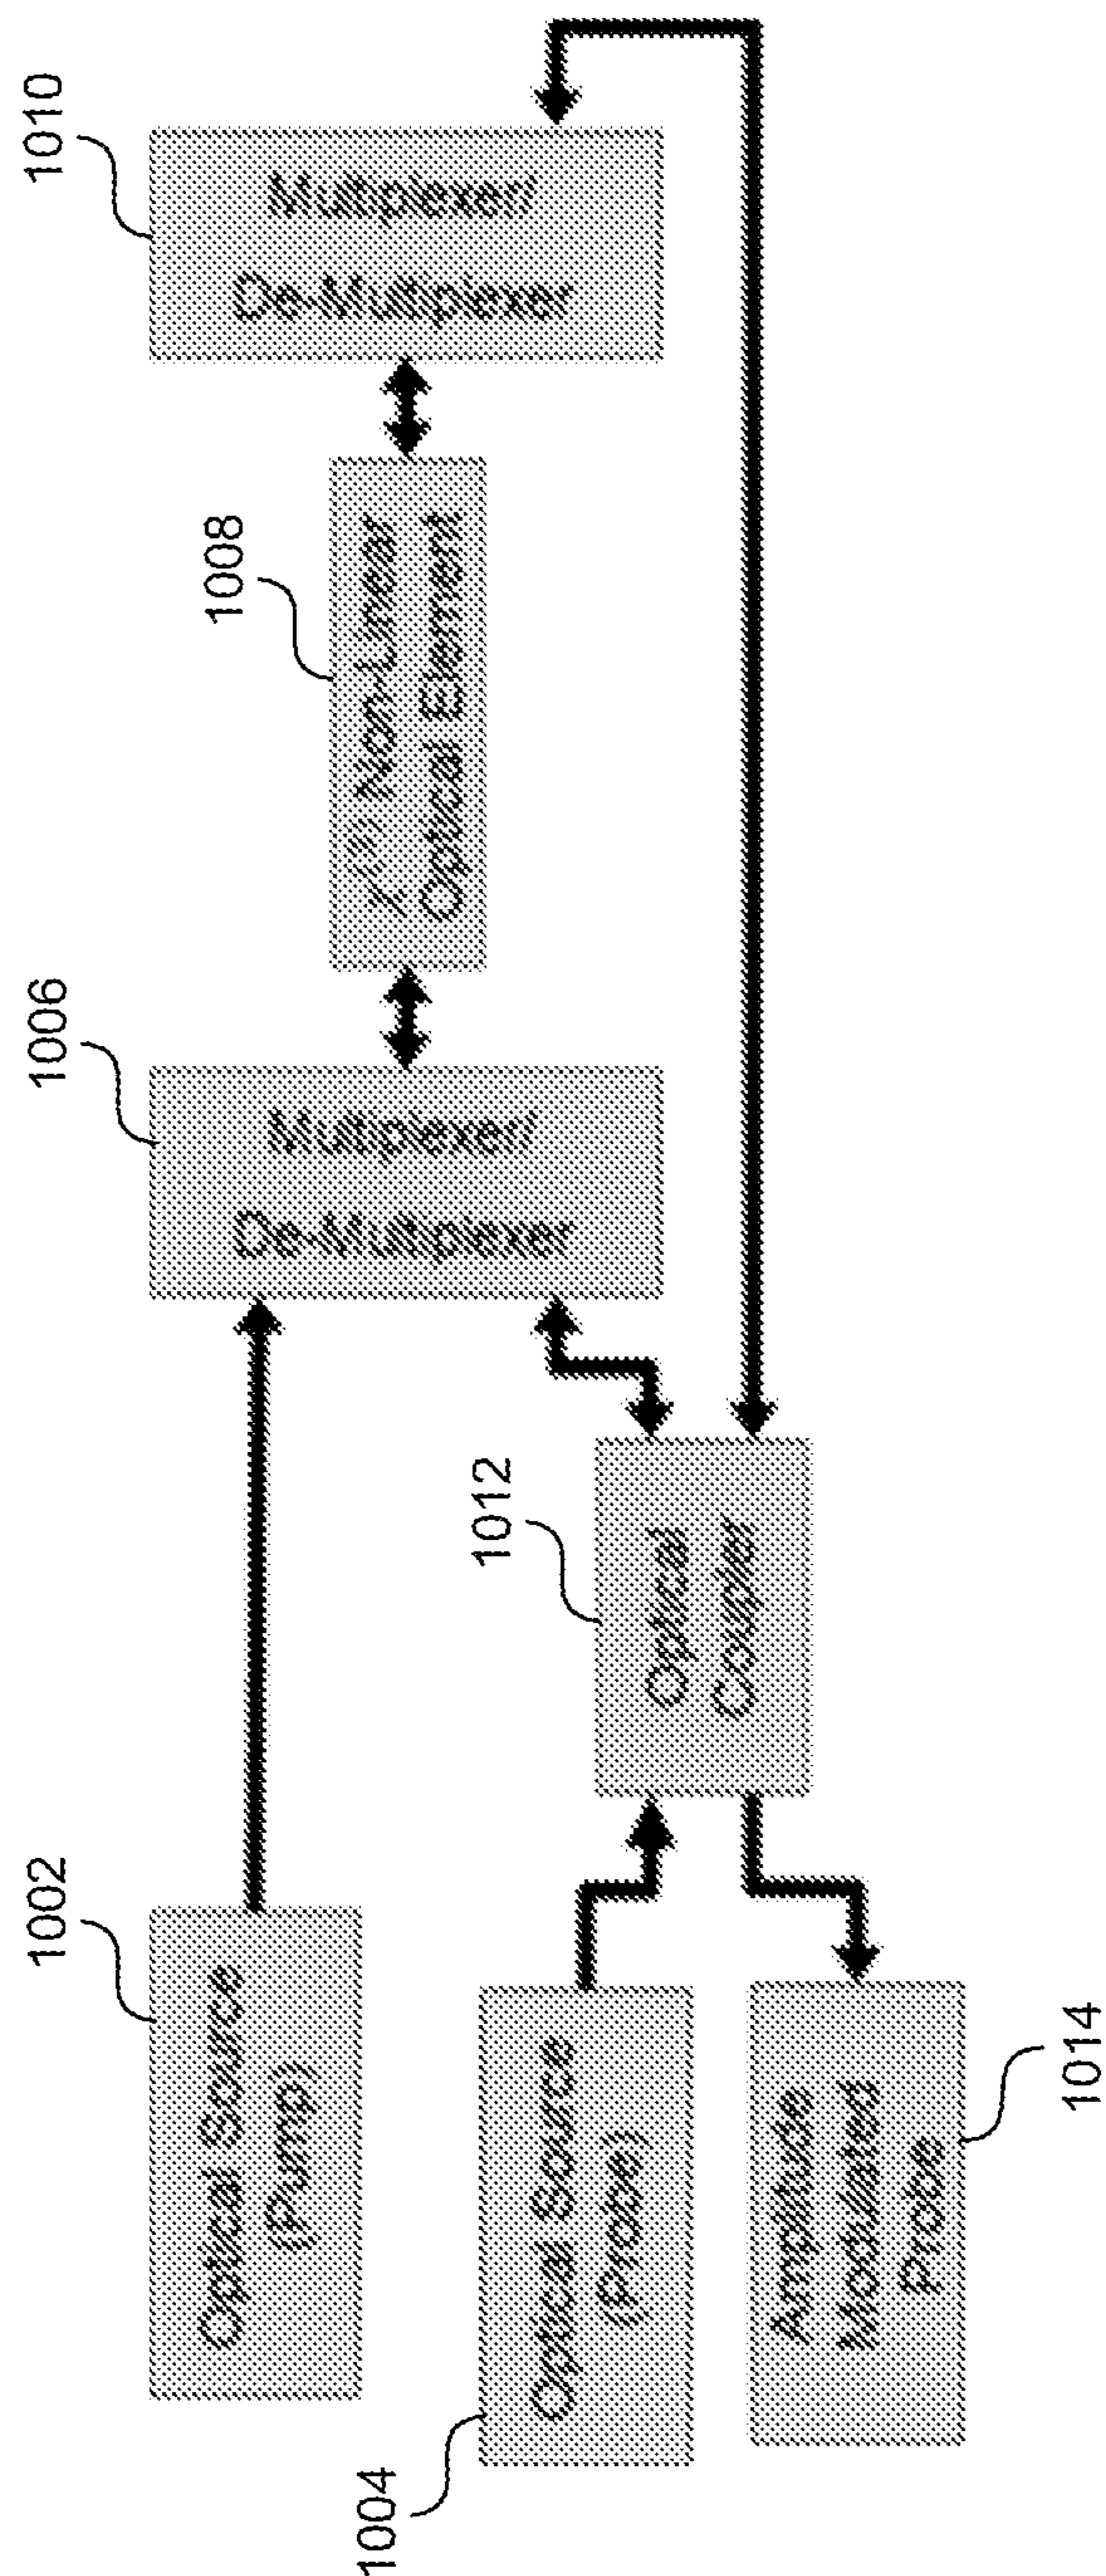 1002
Optical Source
(Pump)
1006
Multiplexer/
De-Multiplexer
1008
Non-Linear
Optical Element
1010
Multiplexer/
De-Multiplexer
1004
Optical Source
(Probe)
1012
Optical
Coupler
Amplitude
Modulated
Probe
1014